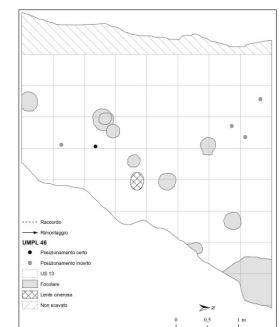 Raccordo
Rimontaggio
UMPL 46
Posizionamento certo
Posizionamento incerto
US 13
Focolare
Lente cinerosa
Non scavato
N
0 0,5 1 m